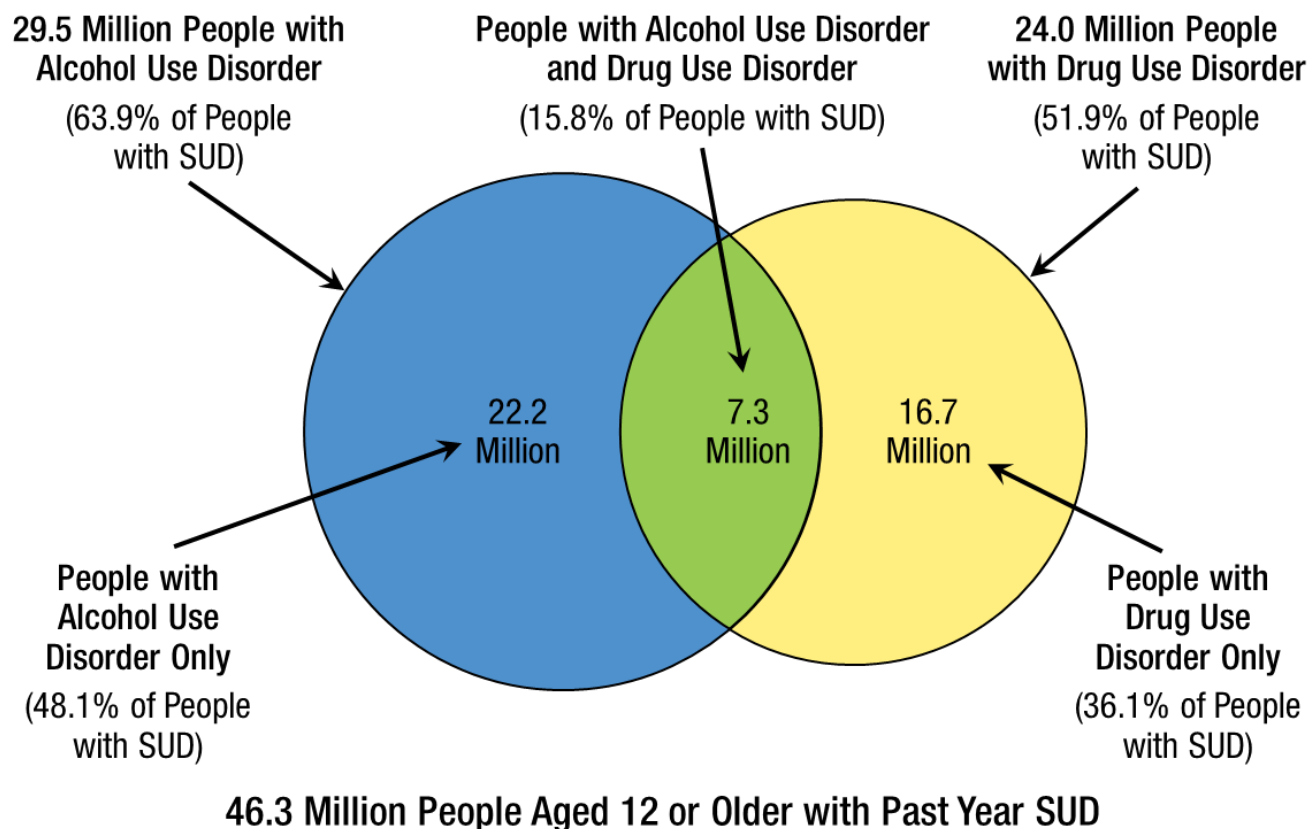 29.5 Million People with
Alcohol Use Disorder
(63.9% of People
with SUD)
People with Alcohol Use Disorder
and Drug Use Disorder
(15.8% of People with SUD)
24.0 Million People
with Drug Use Disorder
(51.9% of People
with SUD)
22.2
Million
7.3
Million
16.7
Million
People with
Alcohol Use
Disorder Only
(48.1% of People
with SUD)
People with
Drug Use
Disorder Only
(36.1% of People
with SUD)
46.3 Million People Aged 12 or Older with Past Year SUD